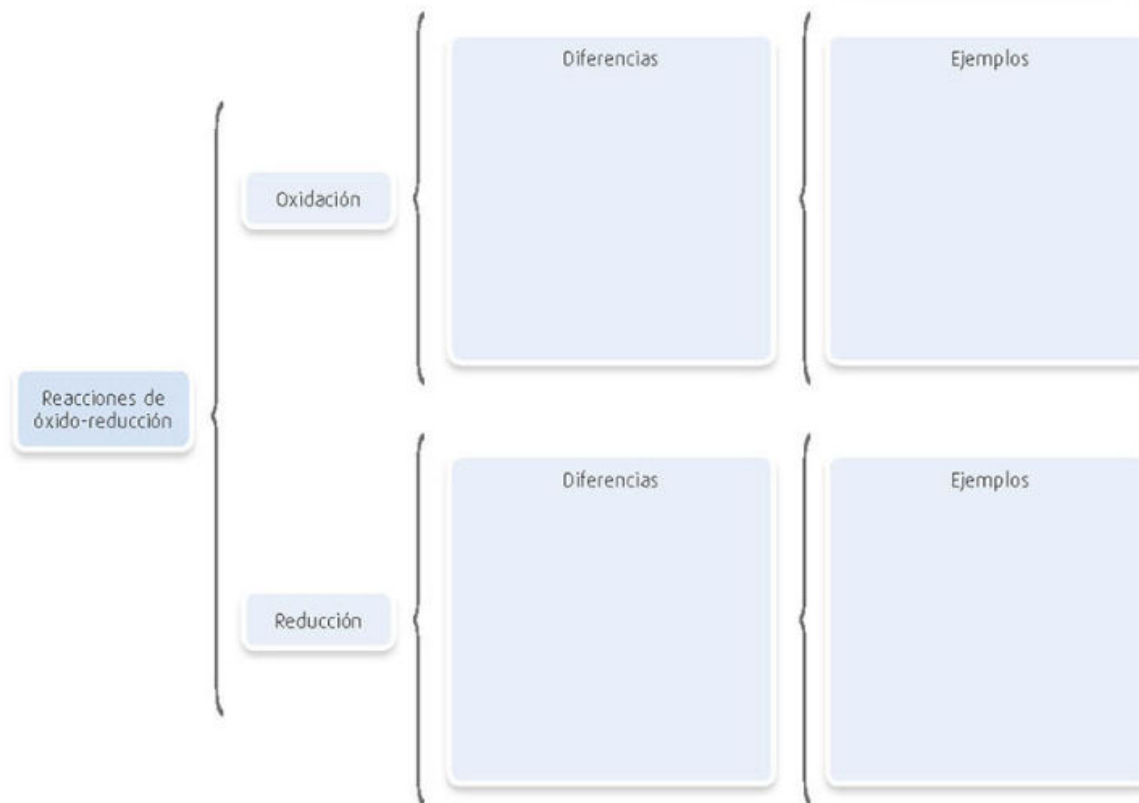 Diferencias
Ejemplos
Oxidación
Reacciones de
óxido-reducción
Diferencias
Ejemplos
Reducción